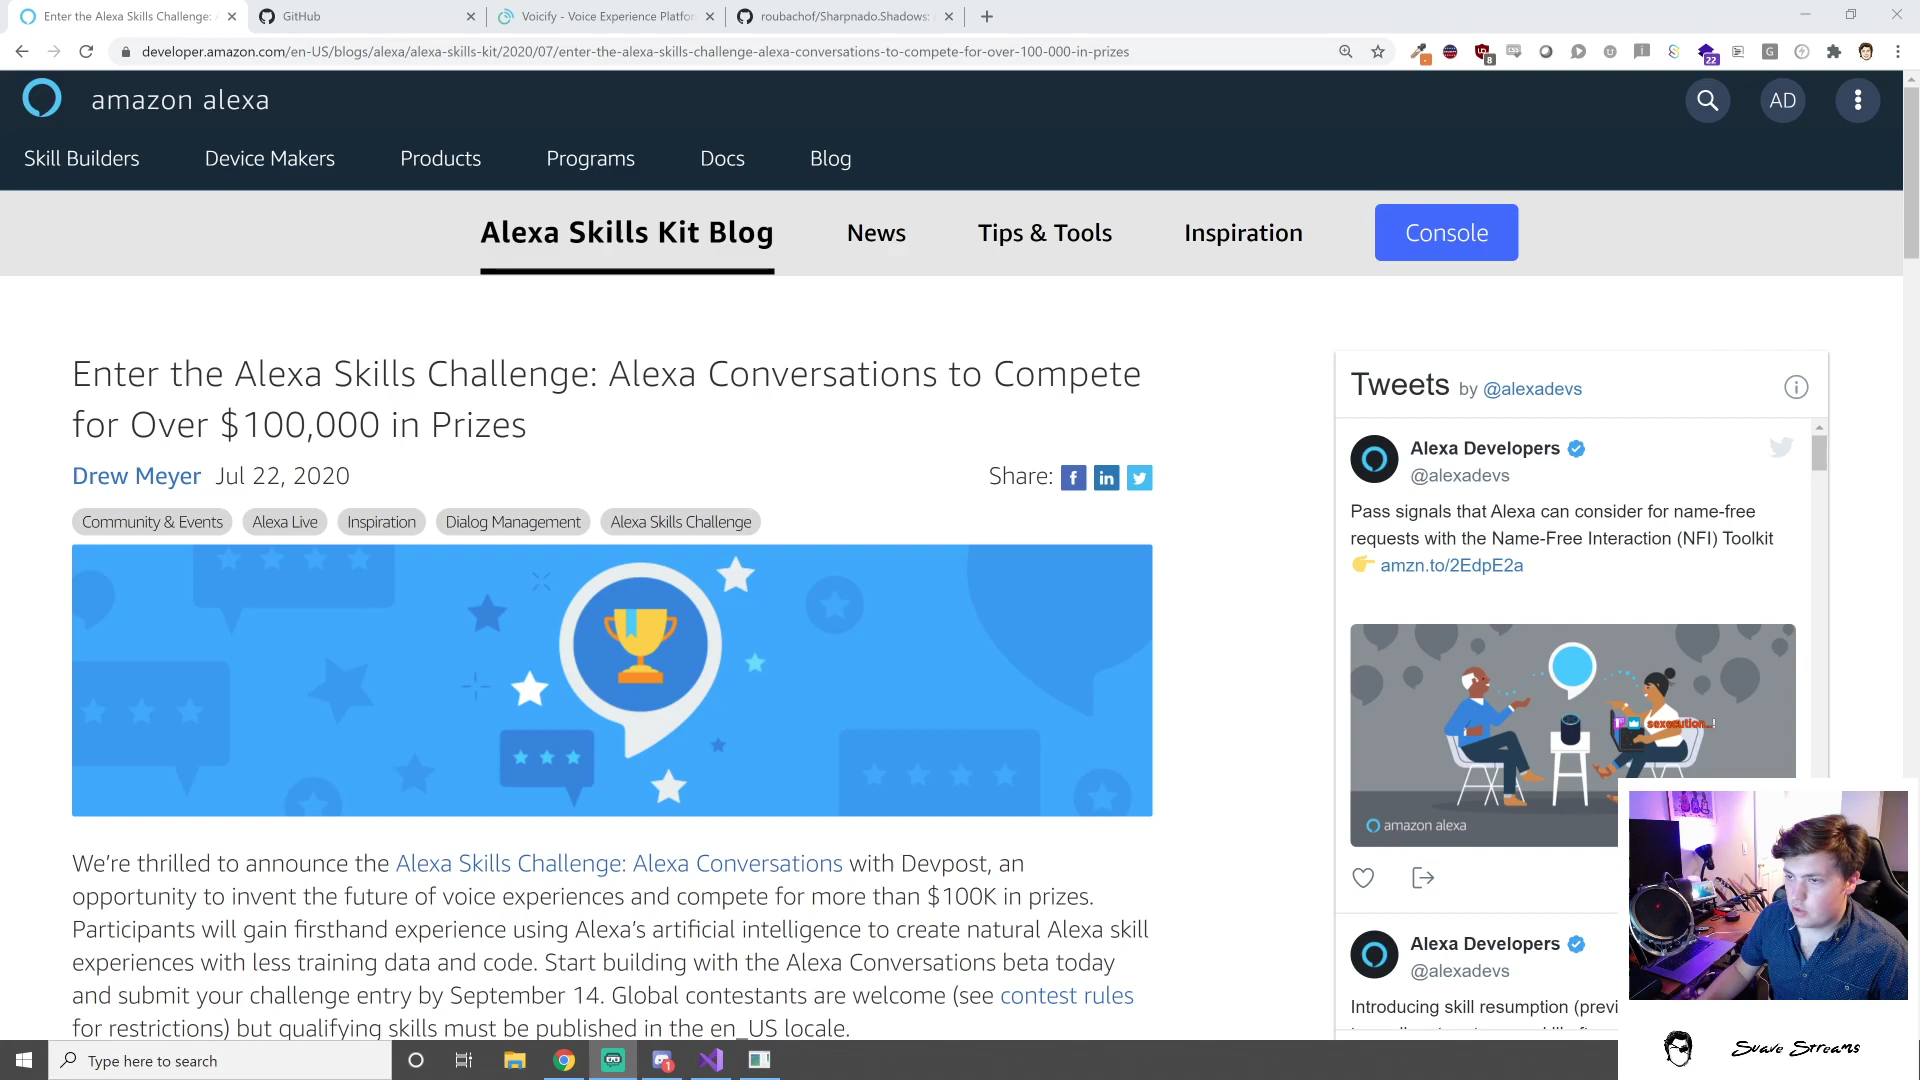 Enter the Alexa Skills Challenge:
GitHub
Voicify - Voice Experience Platfo
roubachof/Sharpnado.Shadows:
developer.amazon.com/en-US/blogs/alexa/alexa-skills-kit/2020/07/enter-the-alexa-skills-challenge-alexa-conversations-to-compete-for-over-100-000-in-prizes
8
22
amazon alexa
AD
Skill Builders
Device Makers
Products
Programs
Docs
Blog
Alexa Skills Kit Blog
News
Tips & Tools
Inspiration
Console
Enter the Alexa Skills Challenge: Alexa Conversations to Compete
for Over $100,000 in Prizes
Drew Meyer Jul 22, 2020
Share:
Community & Events
Alexa Live
Inspiration
Dialog Management
Alexa Skills Challenge
We’re thrilled to announce the Alexa Skills Challenge: Alexa Conversations with Devpost, an
opportunity to invent the future of voice experiences and compete for more than $100K in prizes.
Participants will gain firsthand experience using Alexa’s artificial intelligence to create natural Alexa skill
experiences with less training data and code. Start building with the Alexa Conversations beta today
and submit your challenge entry by September 14. Global contestants are welcome (see contest rules
for restrictions) but qualifying skills must be published in the en_US locale.
Tweets by @alexadevs
Alexa Developers
@alexadevs
Pass signals that Alexa can consider for name-free
requests with the Name-Free Interaction (NFI) Toolkit
amzn.to/2EdpE2a
sexecution...!
amazon alexa
Alexa Developers
@alexadevs
Introducing skill resumption (previ
Suave Streams
Type here to search
1